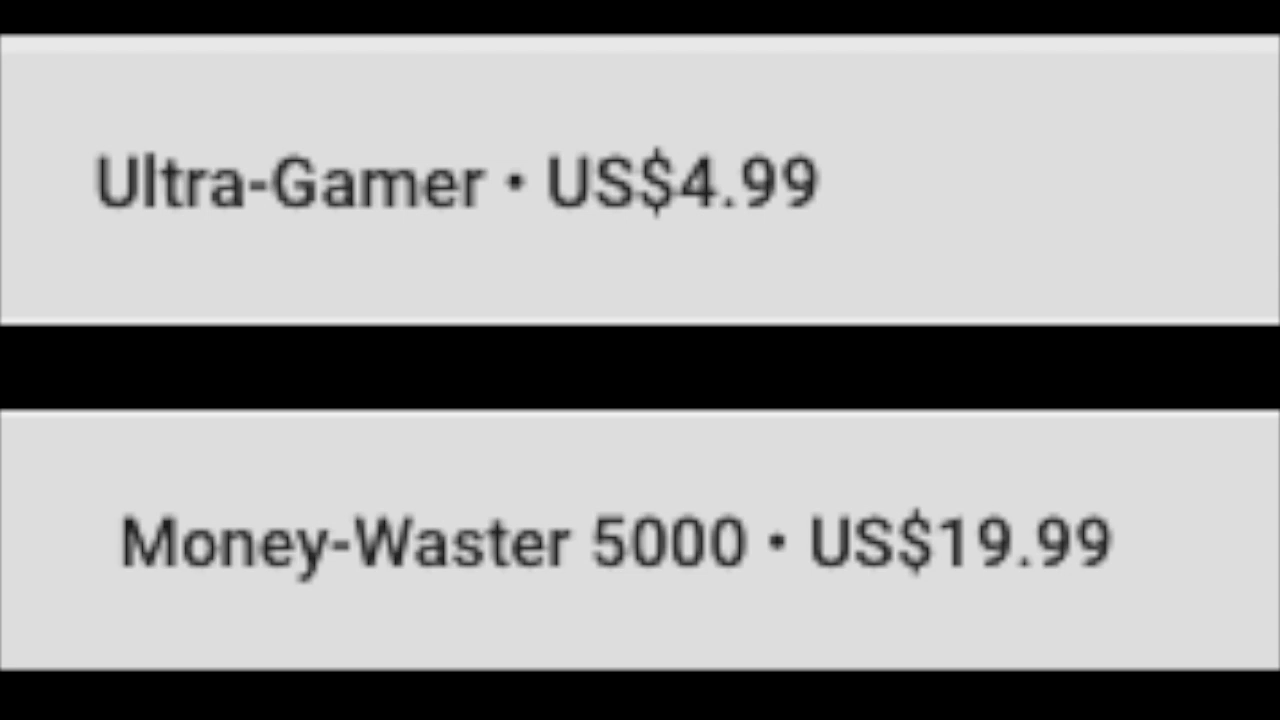 Ultra-Gamer • US$4.99
Money-Waster 5000 • US$19.99